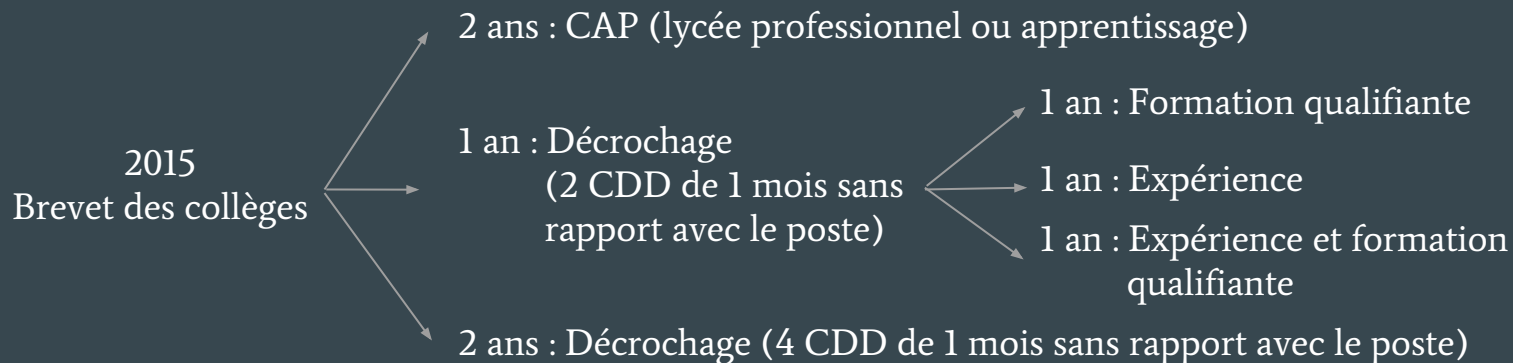 2 ans : CAP (lycée professionnel ou apprentissage)
2015
Brevet des collèges
1 an : Décrochage
(2 CDD de 1 mois sans
rapport avec le poste)
1 an : Formation qualifiante
1 an : Expérience
1 an : Expérience et formation
qualifiante
2 ans : Décrochage (4 CDD de 1 mois sans rapport avec le poste)